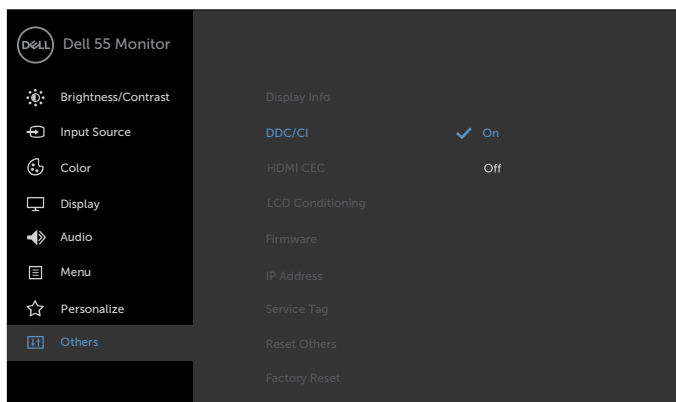 DELL Dell 55 Monitor
Brightness/Contrast
Input Source
Color
Display
Audio
Menu
Personalize
Others
Display Info
DDC/CI On
HDMI CEC Off
LCD Conditioning
Firmware
IP Address
Service Tag
Reset Others
Factory Reset